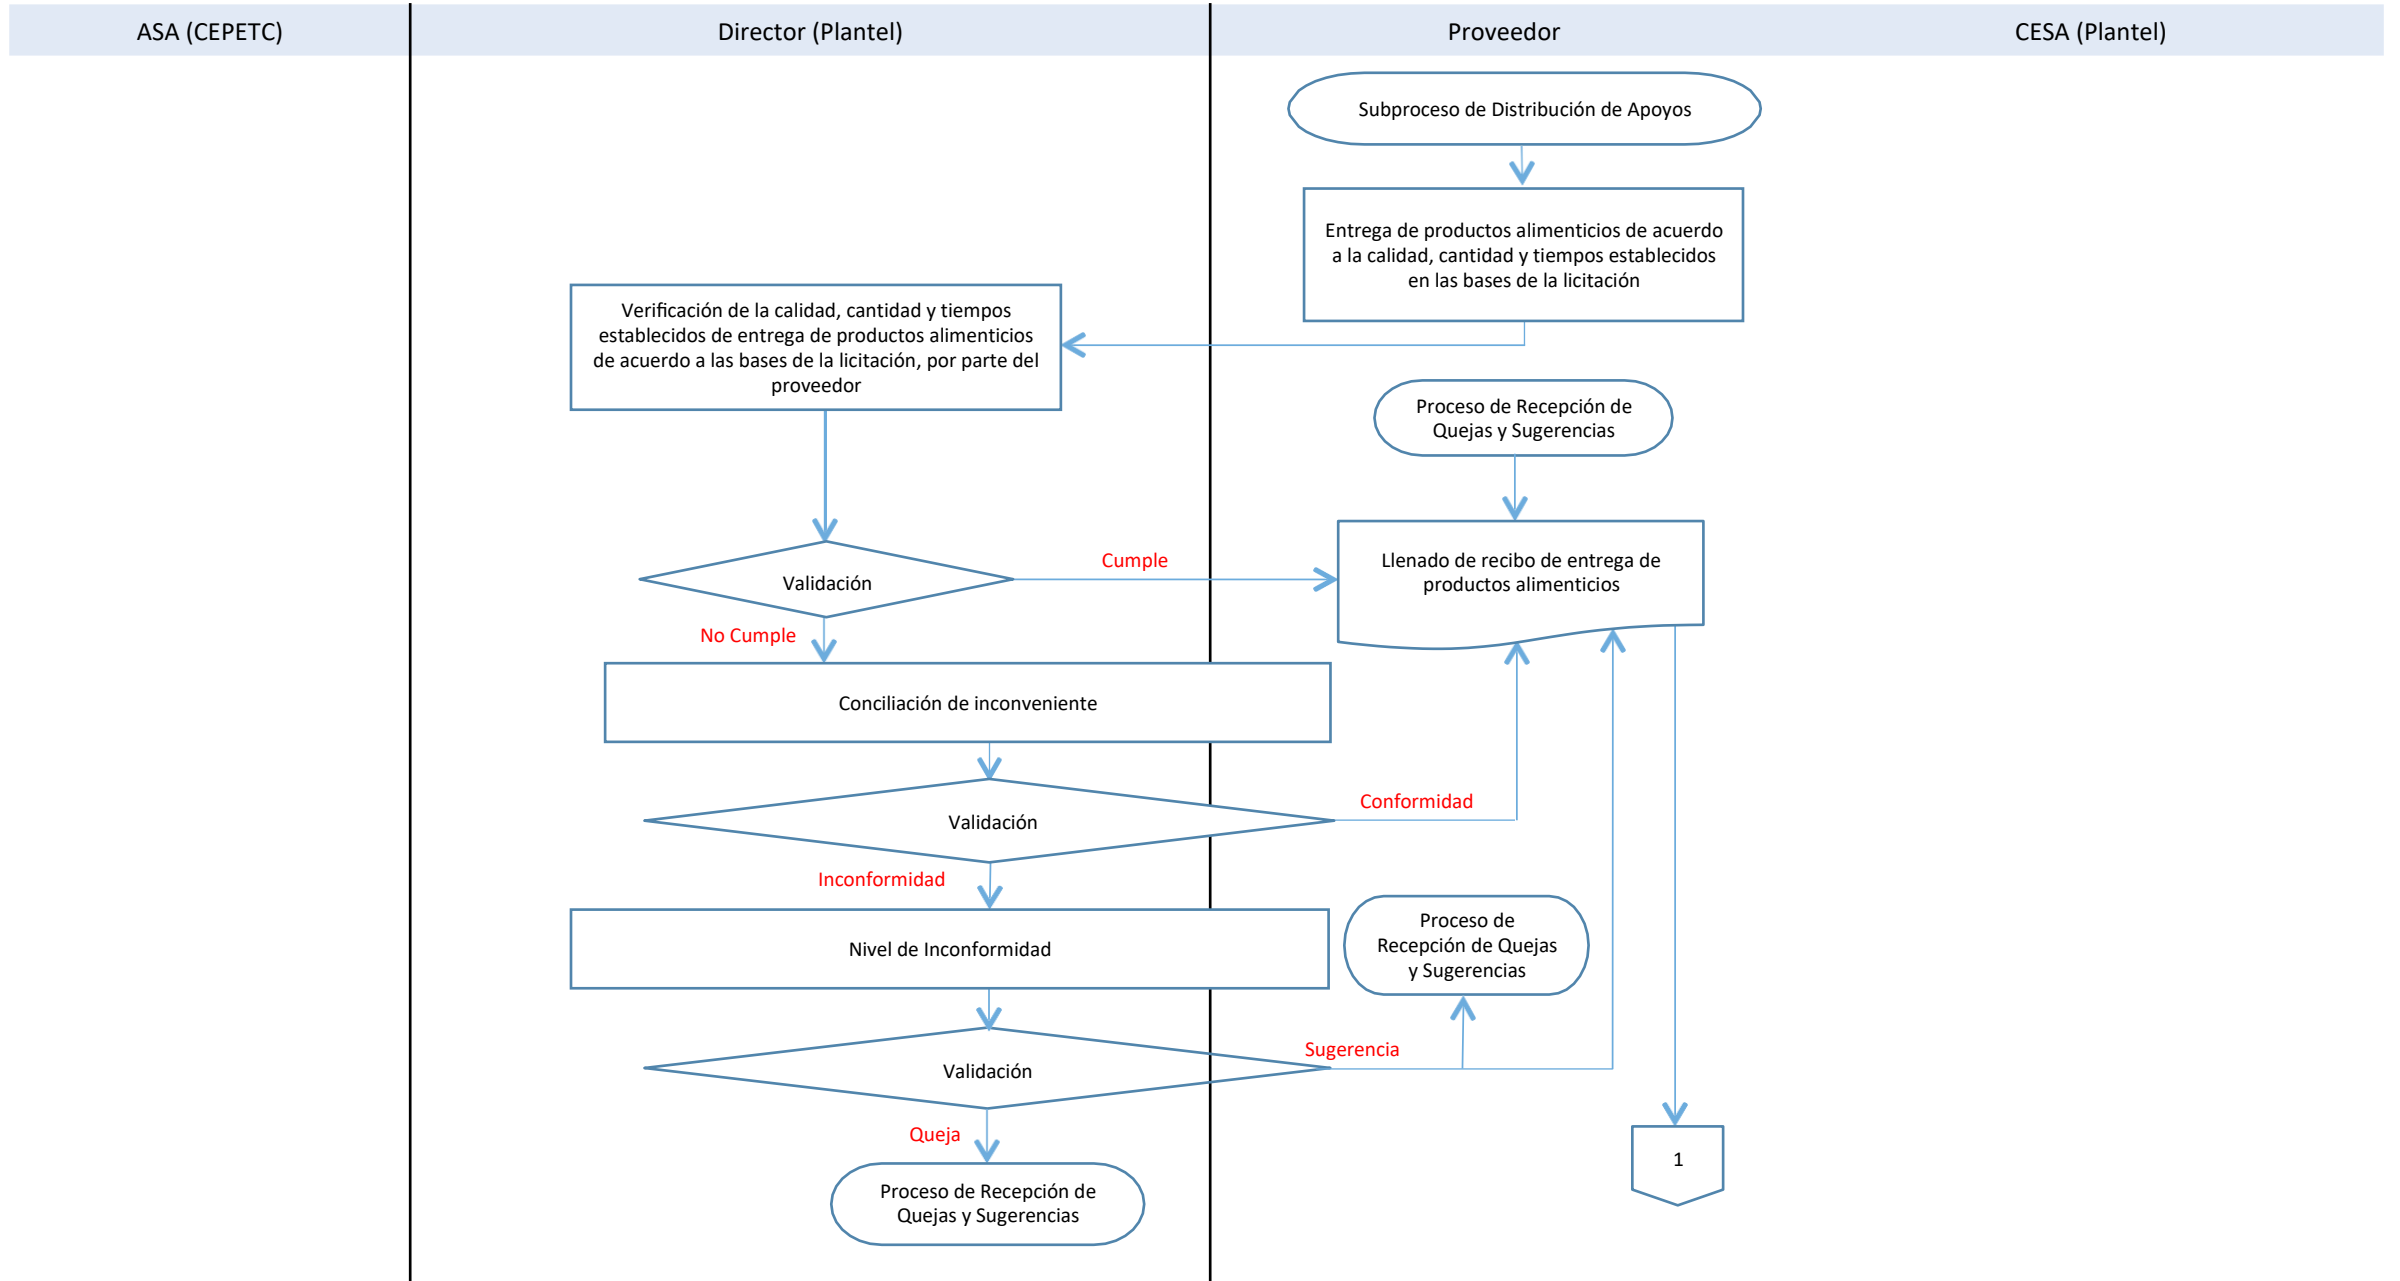 ASA (CEPETC)
Director (Plantel)
Proveedor
CESA (Plantel)
Subproceso de Distribución de Apoyos
Entrega de productos alimenticios de acuerdo
a la calidad, cantidad y tiempos establecidos
en las bases de la licitación
Verificación de la calidad, cantidad y tiempos
establecidos de entrega de productos alimenticios
de acuerdo a las bases de la licitación, por parte del
proveedor
Proceso de Recepción de
Quejas y Sugerencias
Validación
Cumple
Llenado de recibo de entrega de
productos alimenticios
No Cumple
Conciliación de inconveniente
Validación
Conformidad
Inconformidad
Nivel de Inconformidad
Proceso de
Recepción de Quejas
y Sugerencias
Validación
Sugerencia
Queja
1
Proceso de Recepción de
Quejas y Sugerencias